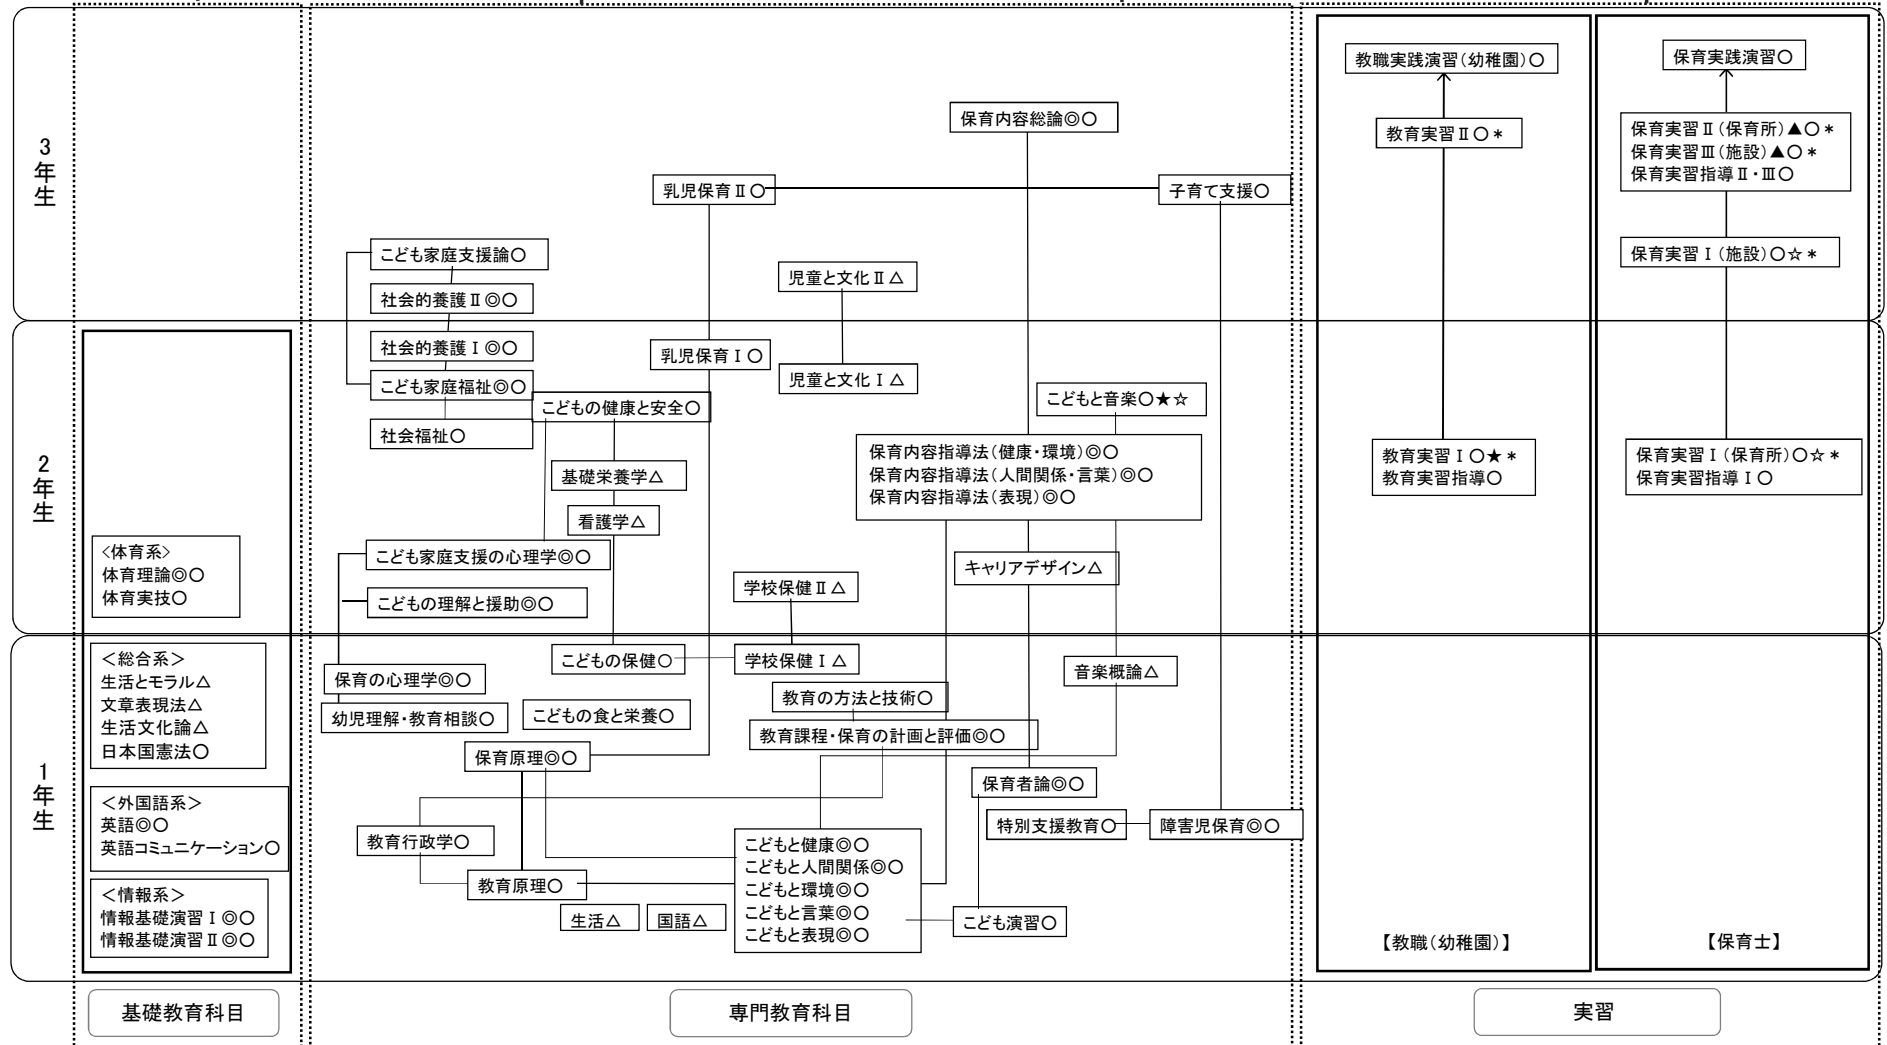 3年生
教職実践演習(幼稚園)○
保育実践演習○
保育内容総論◎○
教育実習Ⅱ○*
保育実習Ⅱ(保育所)▲○*
保育実習Ⅲ(施設)▲○*
保育実習指導Ⅱ・Ⅲ○
乳児保育Ⅱ○
子育て支援○
こども家庭支援論○
保育実習Ⅰ(施設)○☆*
児童と文化Ⅱ△
社会的養護Ⅱ◎○
2年生
社会的養護Ⅰ◎○
乳児保育Ⅰ○
児童と文化Ⅰ△
こども家庭福祉◎○
こどもの健康と安全○
こどもと音楽○★☆
社会福祉○
保育内容指導法(健康・環境)◎○
保育内容指導法(人間関係・言葉)◎○
保育内容指導法(表現)◎○
教育実習Ⅰ○★*
教育実習指導○
保育実習Ⅰ(保育所)○☆*
保育実習指導Ⅰ○
基礎栄養学△
看護学△
<体育系>
体育理論◎○
体育実技○
こども家庭支援の心理学◎○
キャリアデザイン△
学校保健Ⅱ△
こどもの理解と援助◎○
1年生
<総合系>
生活とモラル△
文章表現法△
生活文化論△
日本国憲法○
こどもの保健○
学校保健Ⅰ△
音楽概論△
保育の心理学◎○
教育の方法と技術○
幼児理解・教育相談○
こどもの食と栄養○
教育課程・保育の計画と評価◎○
保育原理◎○
保育者論◎○
<外国語系>
英語◎○
英語コミュニケーション○
特別支援教育○
障害児保育◎○
教育行政学○
こどもと健康◎○
こどもと人間関係◎○
こどもと環境◎○
こどもと言葉◎○
こどもと表現◎○
教育原理○
<情報系>
情報基礎演習Ⅰ◎○
情報基礎演習Ⅱ◎○
生活△
国語△
こども演習○
【教職(幼稚園)】
【保育士】
基礎教育科目
専門教育科目
実習